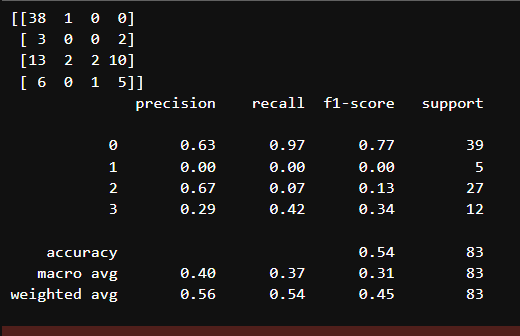 [[38  1  0  0]
 [ 3  0  0  2]
 [13  2  2 10]
 [ 6  0  1  5]]
              precision    recall  f1-score   support

           0       0.63      0.97      0.77        39
           1       0.00      0.00      0.00         5
           2       0.67      0.07      0.13        27
           3       0.29      0.42      0.34        12

    accuracy                           0.54        83
   macro avg       0.40      0.37      0.31        83
weighted avg       0.56      0.54      0.45        83